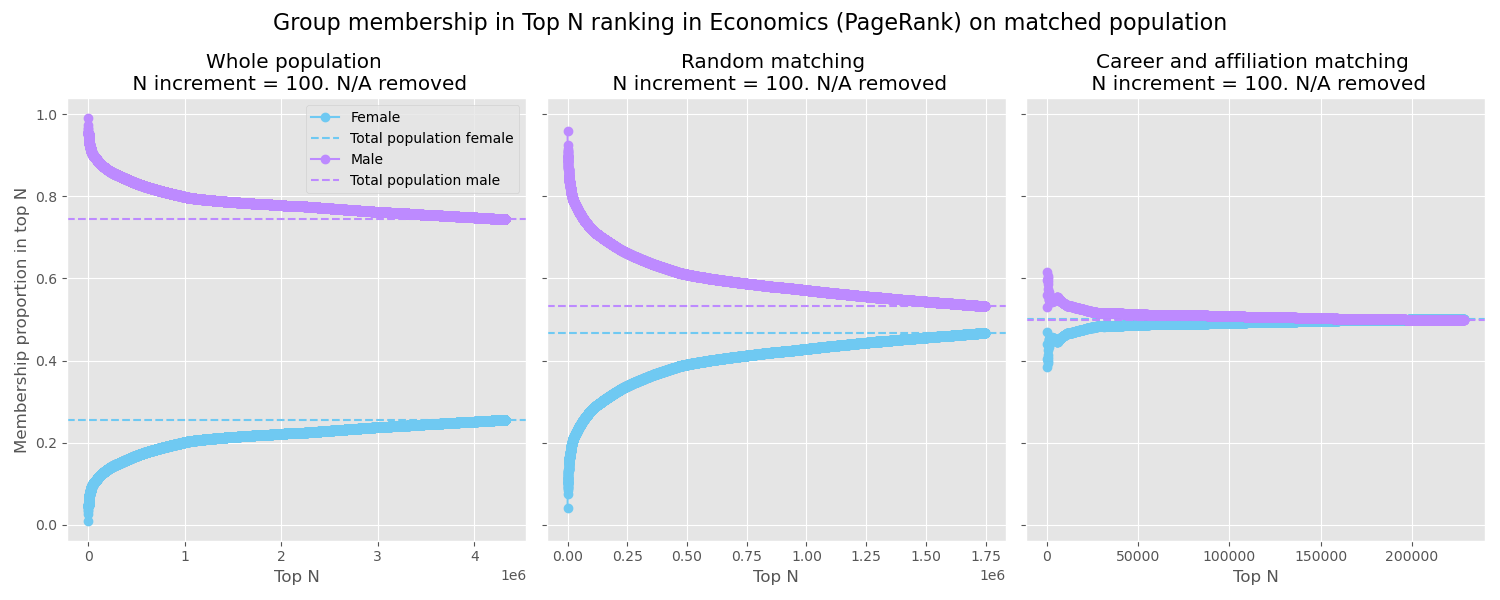 Group membership in Top N ranking in Economics (PageRank) on matched population
Whole population
N increment = 100. N/A removed
Random matching
N increment = 100. N/A removed
Career and affiliation matching
N increment = 100. N/A removed
Membership proportion in top N
1.0
0.8
0.6
0.4
0.2
0.0
Female
Total population female
Male
Total population male
0 1 2 3 4
1e6
Top N
0.00 0.25 0.50 0.75 1.00 1.25 1.50 1.75
1e6
Top N
0 50000 100000 150000 200000
Top N